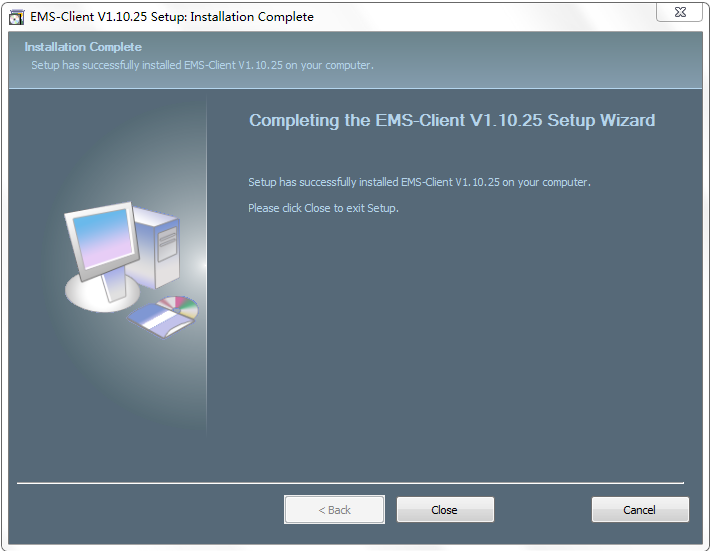 EMS-Client V1.10.25 Setup: Installation Complete
Installation Complete
Setup has successfully installed EMS-Client V1.10.25 on your computer.
Completing the EMS-Client V1.10.25 Setup Wizard
Setup has successfully installed EMS-Client V1.10.25 on your computer.
Please click Close to exit Setup.
< Back
Close
Cancel